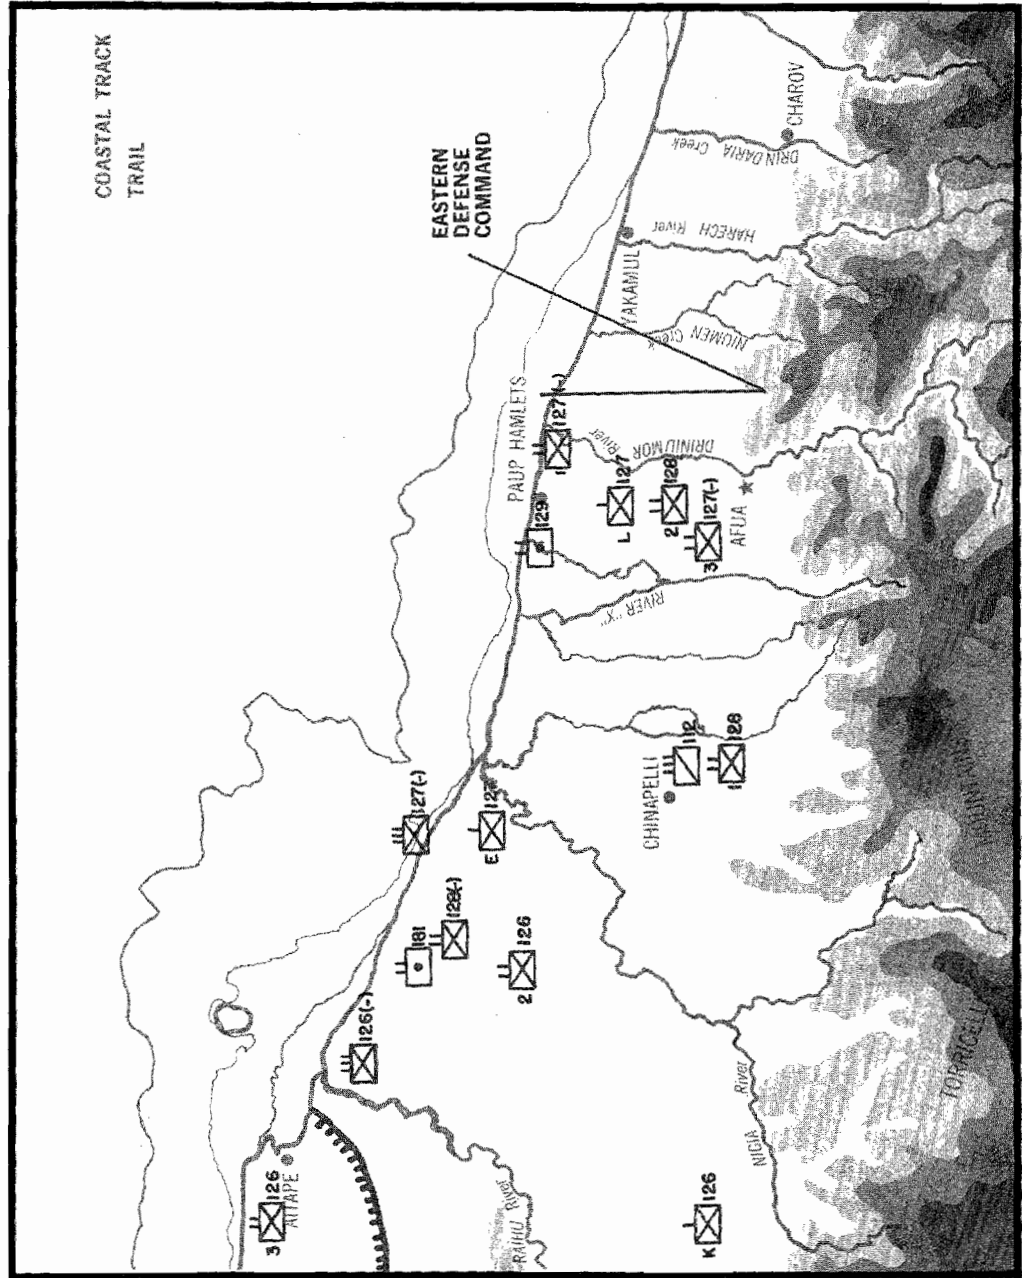 COASTAL TRACK
TRAIL
EASTERN
DEFENSE
COMMAND
3 126
AITAPE
126(-)
181
128(-)
127(-)
E 127
2 126
PAUP HAMLETS
129
1 127(-)
YAKAMUL
RAIHU River
K 126
NIGIA River
CHINAPELLI
112
1 128
RIVER "X"
L 127
2 128
3 127(-)
AFUA
DRINIUMOR River
NIUMEN Creek
HARECH River
DRINDARIA Creek
CHAROV
TORRICELLI